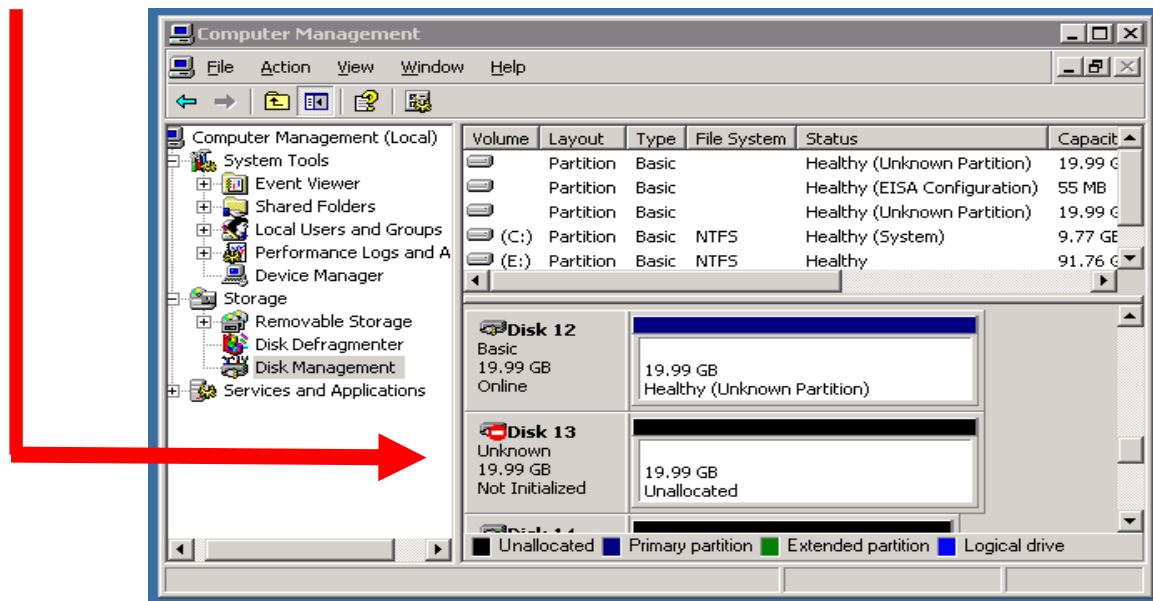 Computer Management
File Action View Window Help
Computer Management (Local)
System Tools
Event Viewer
Shared Folders
Local Users and Groups
Performance Logs and A
Device Manager
Storage
Removable Storage
Disk Defragmenter
Disk Management
Services and Applications
Volume Layout Type File System Status Capacit
Partition Basic Healthy (Unknown Partition) 19.99 G
Partition Basic Healthy (EISA Configuration) 55 MB
Partition Basic Healthy (Unknown Partition) 19.99 G
(C:) Partition Basic NTFS Healthy (System) 9.77 GE
(E:) Partition Basic NTFS Healthy 91.76 G
Disk 12
Basic
19.99 GB
Online
19.99 GB
Healthy (Unknown Partition)
Disk 13
Unknown
19.99 GB
Not Initialized
19.99 GB
Unallocated
Unallocated Primary partition Extended partition Logical drive